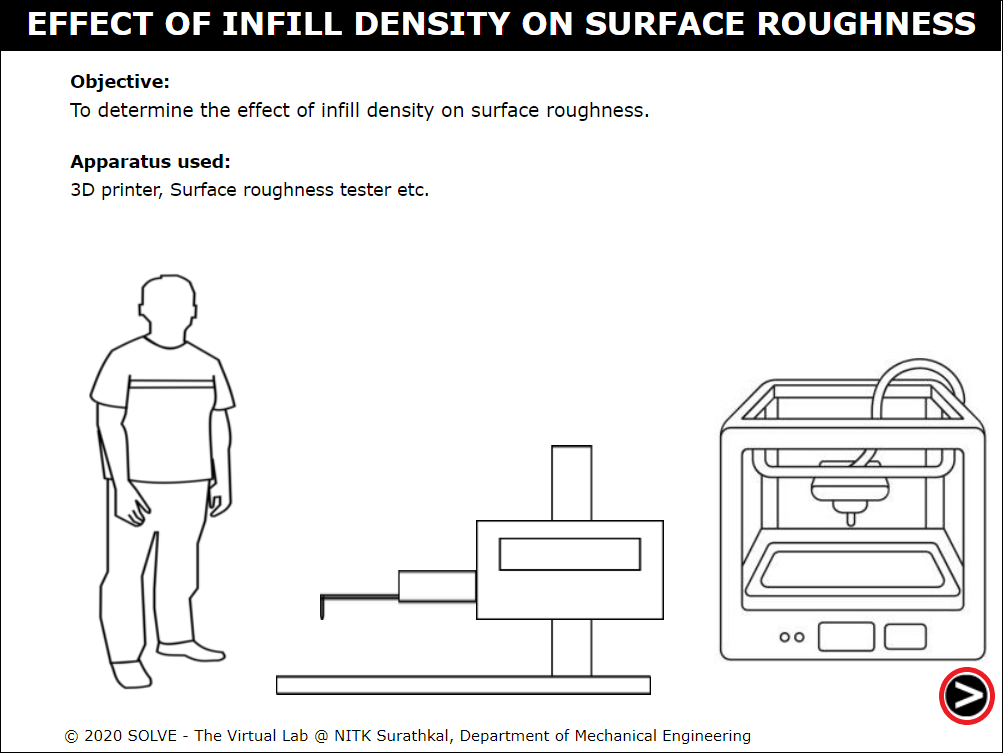 EFFECT OF INFILL DENSITY ON SURFACE ROUGHNESS
Objective:
To determine the effect of infill density on surface roughness.
Apparatus used:
3D printer, Surface roughness tester etc.
© 2020 SOLVE - The Virtual Lab @ NITK Surathkal, Department of Mechanical Engineering